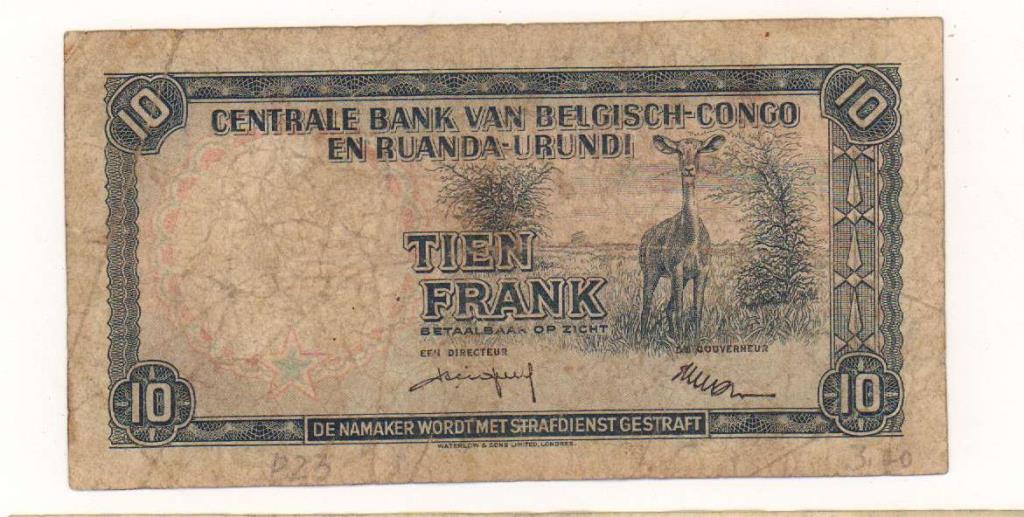 10 10
CENTRALE BANK VAN BELGISCH-CONGO
EN RUANDA-URUNDI
TIEN
FRANK
BETAALBAAR OP ZICHT
EEN DIRECTEUR DE GOUVERNEUR
10 10
DE NAMAKER WORDT MET STRAFDIENST GESTRAFT
WATERLOW & SONS LIMITED, LONDRES.
D23